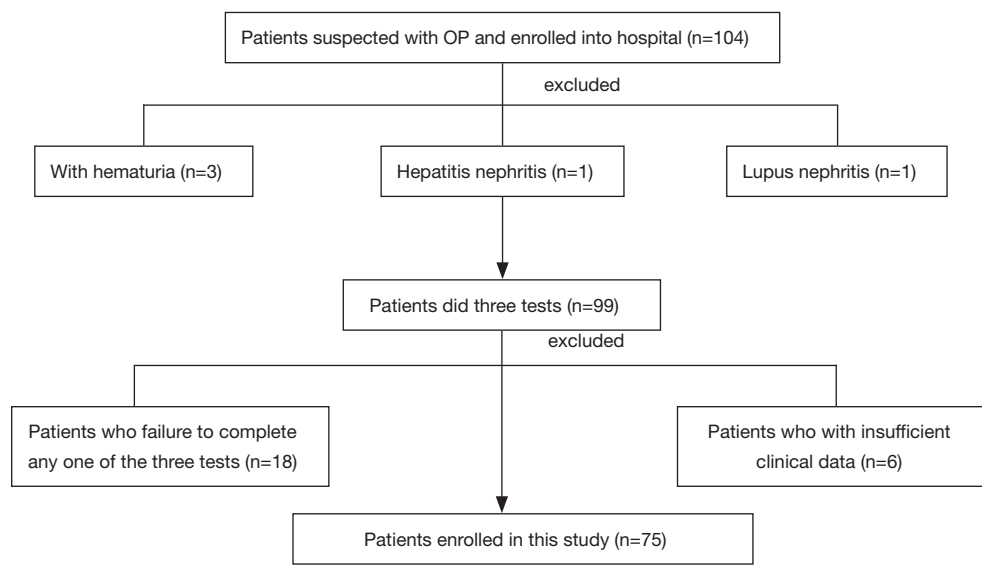 Patients suspected with OP and enrolled into hospital (n=104)
excluded
With hematuria (n=3)
Hepatitis nephritis (n=1)
Lupus nephritis (n=1)
Patients did three tests (n=99)
excluded
Patients who failure to complete
any one of the three tests (n=18)
Patients who with insufficient
clinical data (n=6)
Patients enrolled in this study (n=75)